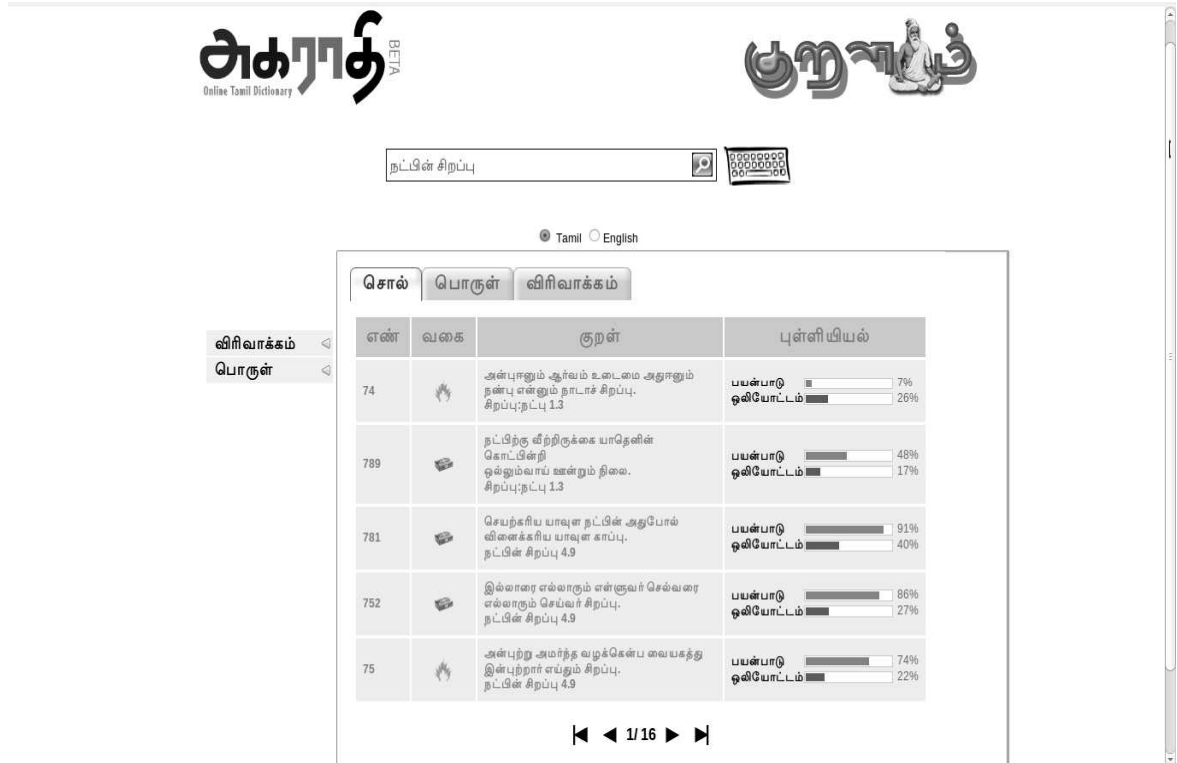 அகராதி
BETA
Online Tamil Dictionary
குறளகம்
நட்பின் சிறப்பு
Tamil English
சொல் பொருள் விரிவாக்கம்
விரிவாக்கம்
பொருள்
எண் வகை குறள் புள்ளியியல்
74
அன்புஈனும் ஆர்வம் உடைமை அதுஈனும்
நண்பு என்னும் நாடாச் சிறப்பு.
சிறப்பு:நட்பு 1.3
பயன்பாடு 7%
ஒலியோட்டம் 26%
789
நட்பிற்கு வீற்றிருக்கை யாதெனின்
கொட்பின்றி
ஒல்லும்வாய் ஊன்றும் நிலை.
சிறப்பு:நட்பு 1.3
பயன்பாடு 48%
ஒலியோட்டம் 17%
781
செயற்கரிய யாவுள நட்பின் அதுபோல்
வினைக்கரிய யாவுள காப்பு.
நட்பின் சிறப்பு 4.9
பயன்பாடு 91%
ஒலியோட்டம் 40%
752
இல்லாரை எல்லாரும் எள்ளுவர் செல்வரை
எல்லாரும் செய்வர் சிறப்பு.
நட்பின் சிறப்பு 4.9
பயன்பாடு 86%
ஒலியோட்டம் 27%
75
அன்புற்று அமர்ந்த வழக்கென்ப வையகத்து
இன்புற்றார் எய்தும் சிறப்பு.
நட்பின் சிறப்பு 4.9
பயன்பாடு 74%
ஒலியோட்டம் 22%
1/ 16